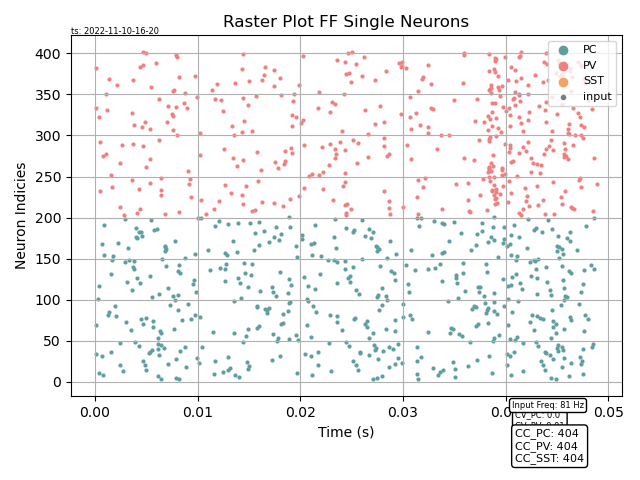 Raster Plot FF Single Neurons
ts: 2022-11-10-16-20
PC
PV
SST
input
400
350
300
250
200
150
100
50
0
Neuron Indicies
0.00
0.01
0.02
0.03
0.05
Time (s)
Input Freq: 81 Hz
CV_PC: 0.0
CC_PC: 404
CC_PV: 404
CC_SST: 404